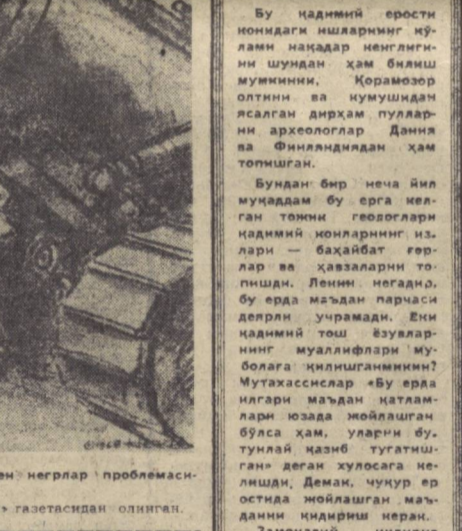 ен негрлар проблемаси-
» газетасидан олинган.
Бу қадимий ерости
конидаги ишларнинг кў-
лами нақадар кенглиги-
ни шундан ҳам билиш
мумкинки, Қорамозор
олтини ва кумушидан
ясалган дирҳам пуллар-
ни археологлар Дания
ва Финляндиядан ҳам
топишган.
Бундан бир неча йил
муқаддам бу ерга кел-
ган тожик геологлари
қадимий конларнинг из-
лари — баҳайбат ғор-
лар ва ҳавзаларни то-
пишди. Лекин негадир,
бу ерда маъдан парчаси
деярли учрамади. Ёки
қадимий тош ёзувлар-
нинг муаллифлари му-
болаға қилишганмикин?
Мутахассислар «Бу ерда
илгари маъдан қатлам-
лари юзада жойлашган
бўлса ҳам, уларни бу-
тунлай қазиб тугатиш-
ган» деган хулосага ке-
лишди. Демак, чуқур ер
остида жойлашган маъ-
данни қидириш керак.